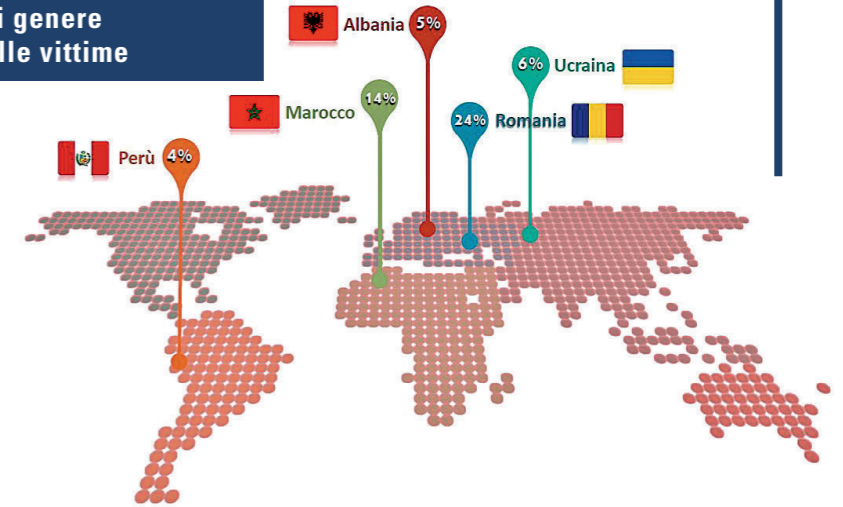 i genere
lle vittime
Albania 5%
6% Ucraina
Marocco 14%
24% Romania
Perù 4%